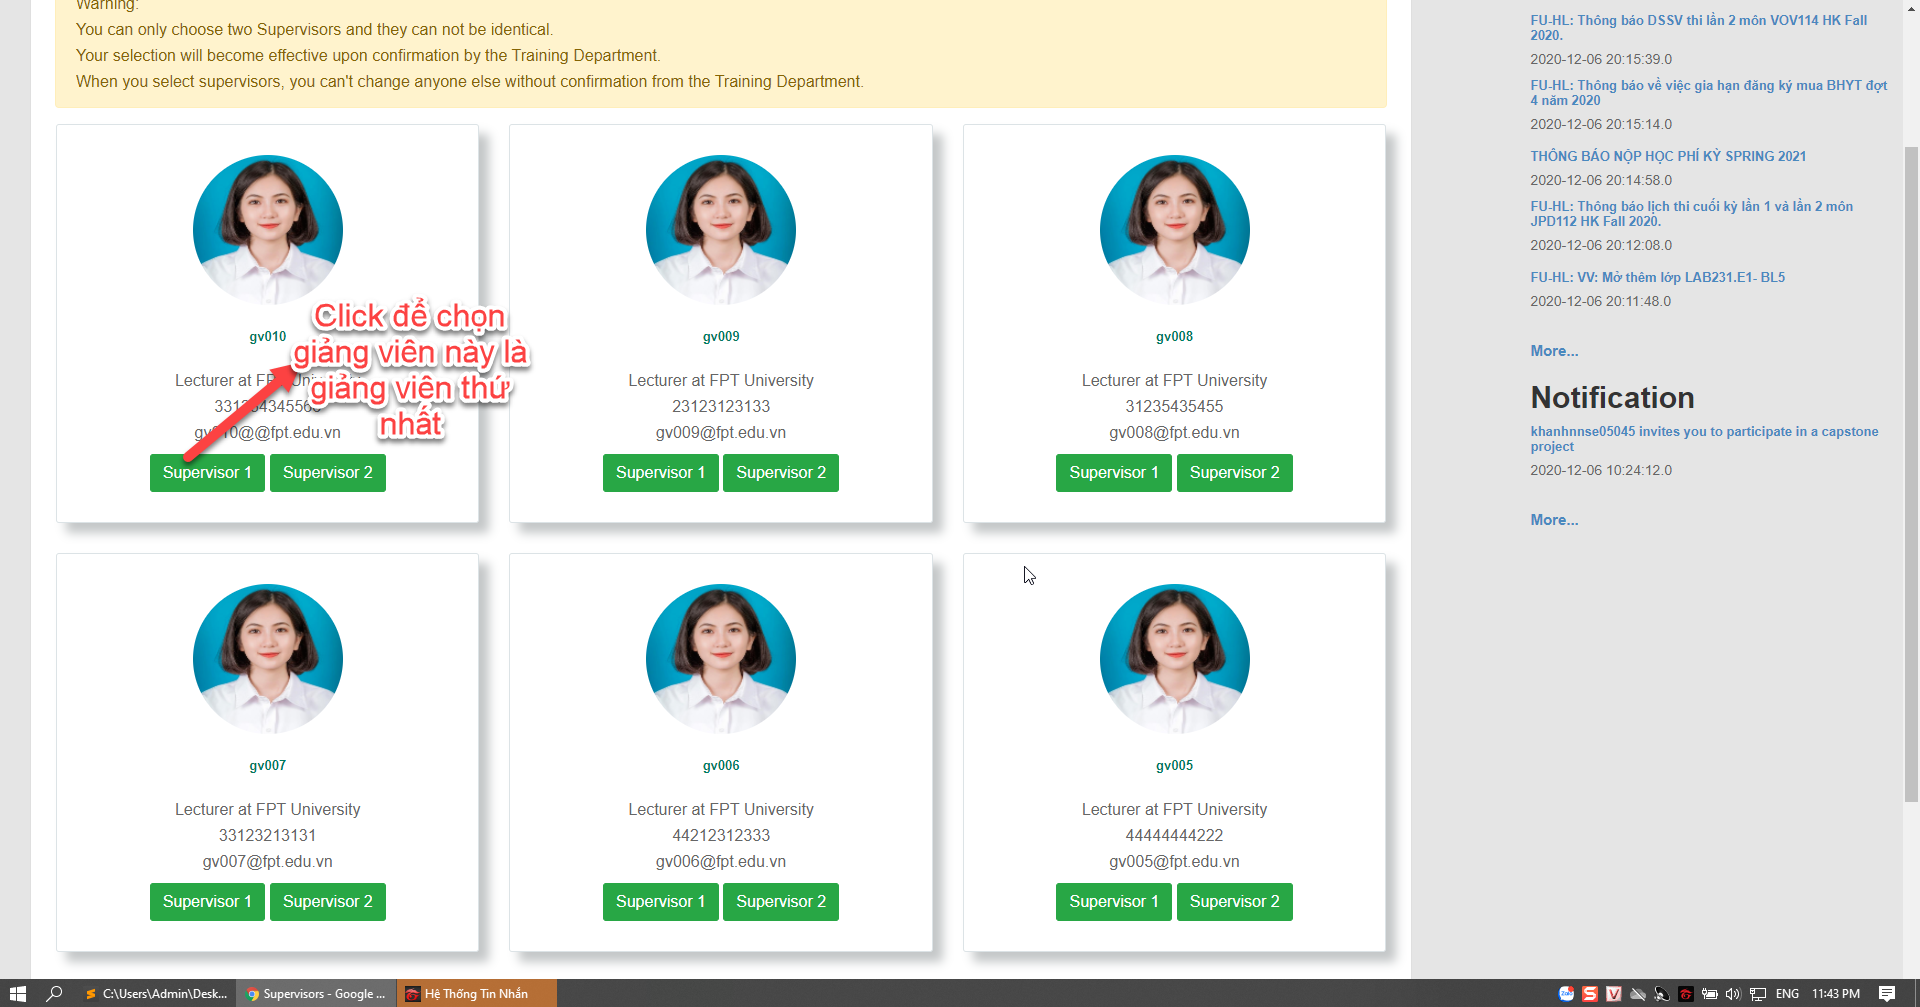 Warning:
You can only choose two Supervisors and they can not be identical.
Your selection will become effective upon confirmation by the Training Department.
When you select supervisors, you can't change anyone else without confirmation from the Training Department.
gv010
Lecturer at FPT University
gv010@@fpt.edu.vn
Supervisor 1 Supervisor 2
Click để chọn
giảng viên này là
giảng viên thứ
nhất
gv009
Lecturer at FPT University
23123123133
gv009@fpt.edu.vn
Supervisor 1 Supervisor 2
gv008
Lecturer at FPT University
31235435455
gv008@fpt.edu.vn
Supervisor 1 Supervisor 2
gv007
Lecturer at FPT University
33123213131
gv007@fpt.edu.vn
Supervisor 1 Supervisor 2
gv006
Lecturer at FPT University
44212312333
gv006@fpt.edu.vn
Supervisor 1 Supervisor 2
gv005
Lecturer at FPT University
44444444222
gv005@fpt.edu.vn
Supervisor 1 Supervisor 2
FU-HL: Thông báo DSSV thi lần 2 môn VOV114 HK Fall
2020.
2020-12-06 20:15:39.0
FU-HL: Thông báo về việc gia hạn đăng ký mua BHYT đợt
4 năm 2020
2020-12-06 20:15:14.0
THÔNG BÁO NỘP HỌC PHÍ KỲ SPRING 2021
2020-12-06 20:14:58.0
FU-HL: Thông báo lịch thi cuối kỳ lần 1 và lần 2 môn
JPD112 HK Fall 2020.
2020-12-06 20:12:08.0
FU-HL: VV: Mở thêm lớp LAB231.E1- BL5
2020-12-06 20:11:48.0
More...
Notification
khanhnnse05045 invites you to participate in a capstone
project
2020-12-06 10:24:12.0
More...
C:\Users\Admin\Desk...
Supervisors - Google ...
Hệ Thống Tin Nhắn
Zalo
ENG
11:43 PM